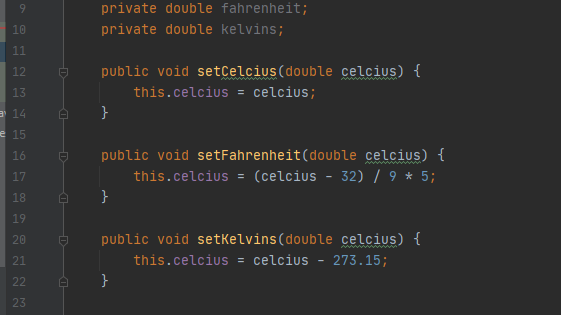 9 private double fahrenheit;
10 private double kelvins;
11
12 public void setCelcius(double celcius) {
13 this.celcius = celcius;
14 }
15
16 public void setFahrenheit(double celcius) {
17 this.celcius = (celcius - 32) / 9 * 5;
18 }
19
20 public void setKelvins(double celcius) {
21 this.celcius = celcius - 273.15;
22 }
23